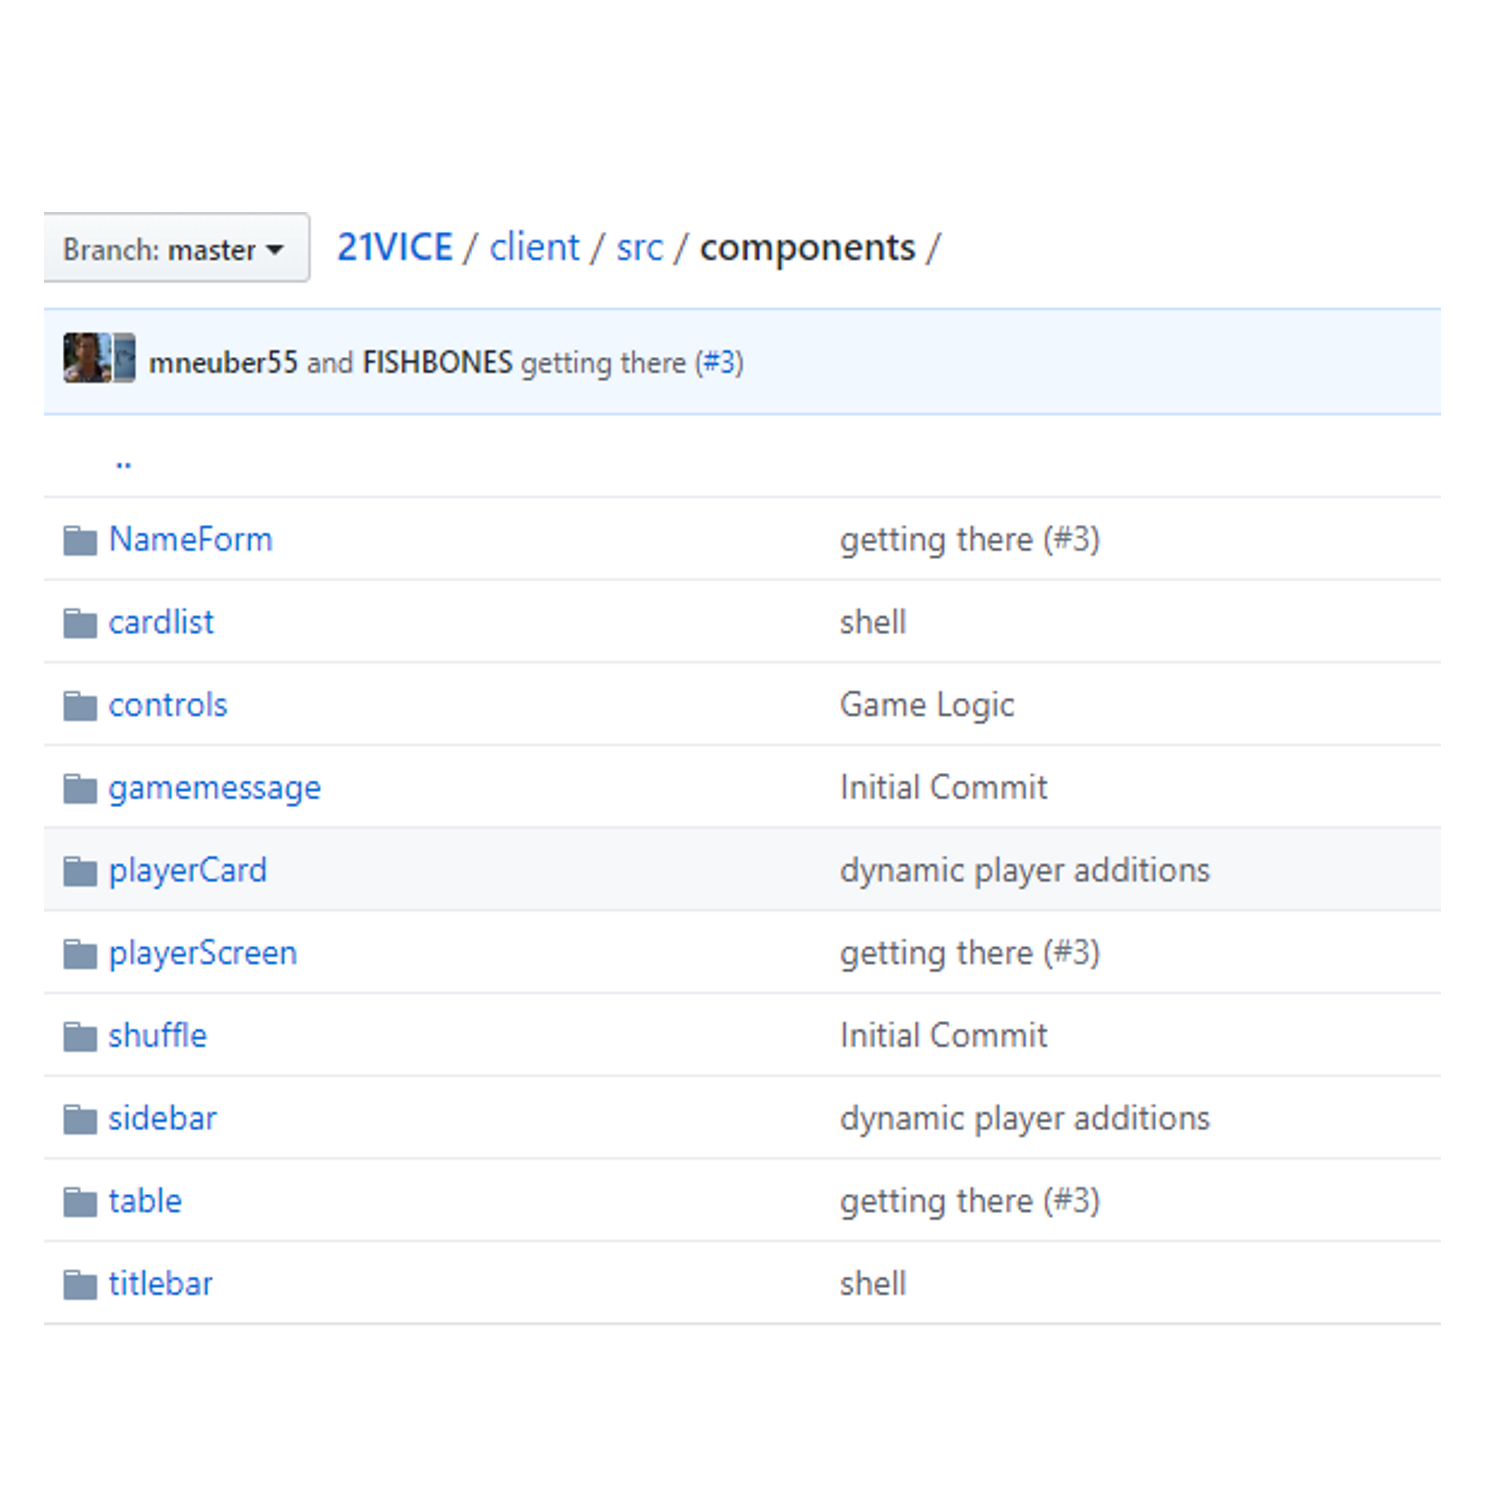 Branch: master 21VICE / client / src / components /
mneuber55 and FISHBONES getting there (#3)
..
NameForm getting there (#3)
cardlist shell
controls Game Logic
gamemessage Initial Commit
playerCard dynamic player additions
playerScreen getting there (#3)
shuffle Initial Commit
sidebar dynamic player additions
table getting there (#3)
titlebar shell